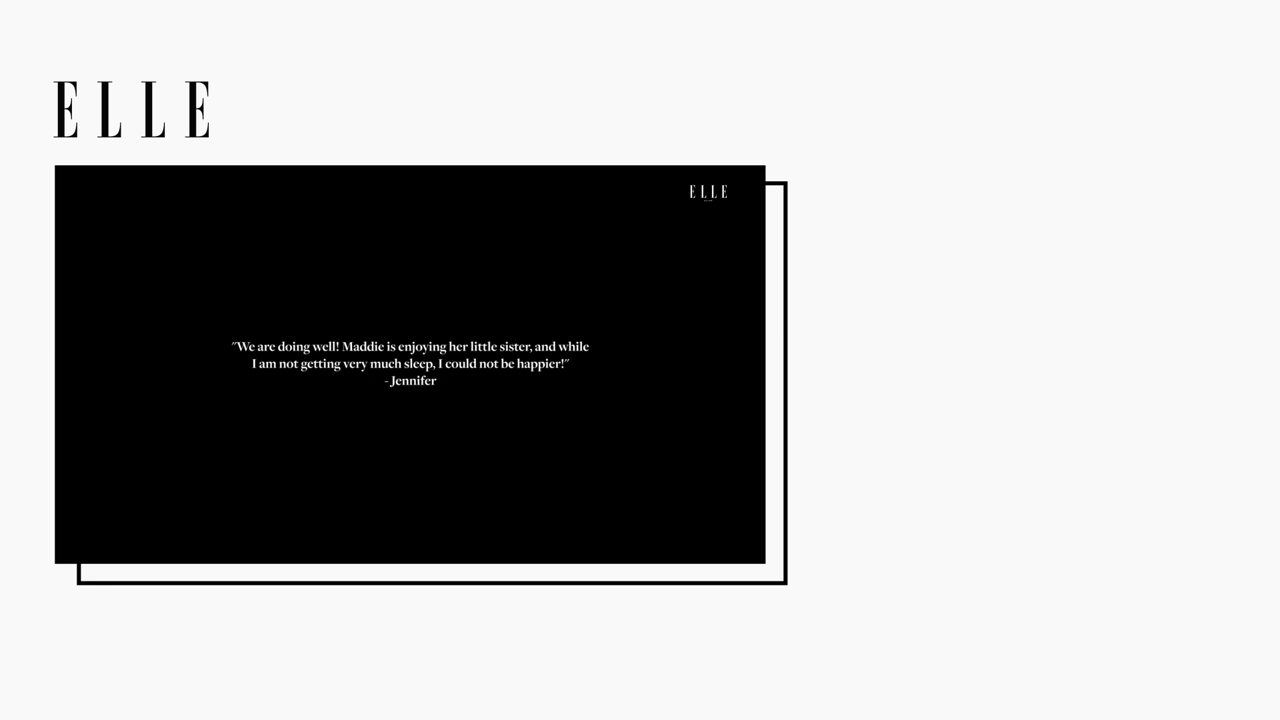 ELLE
ELLE
"We are doing well! Maddie is enjoying her little sister, and while
I am not getting very much sleep, I could not be happier!"
- Jennifer